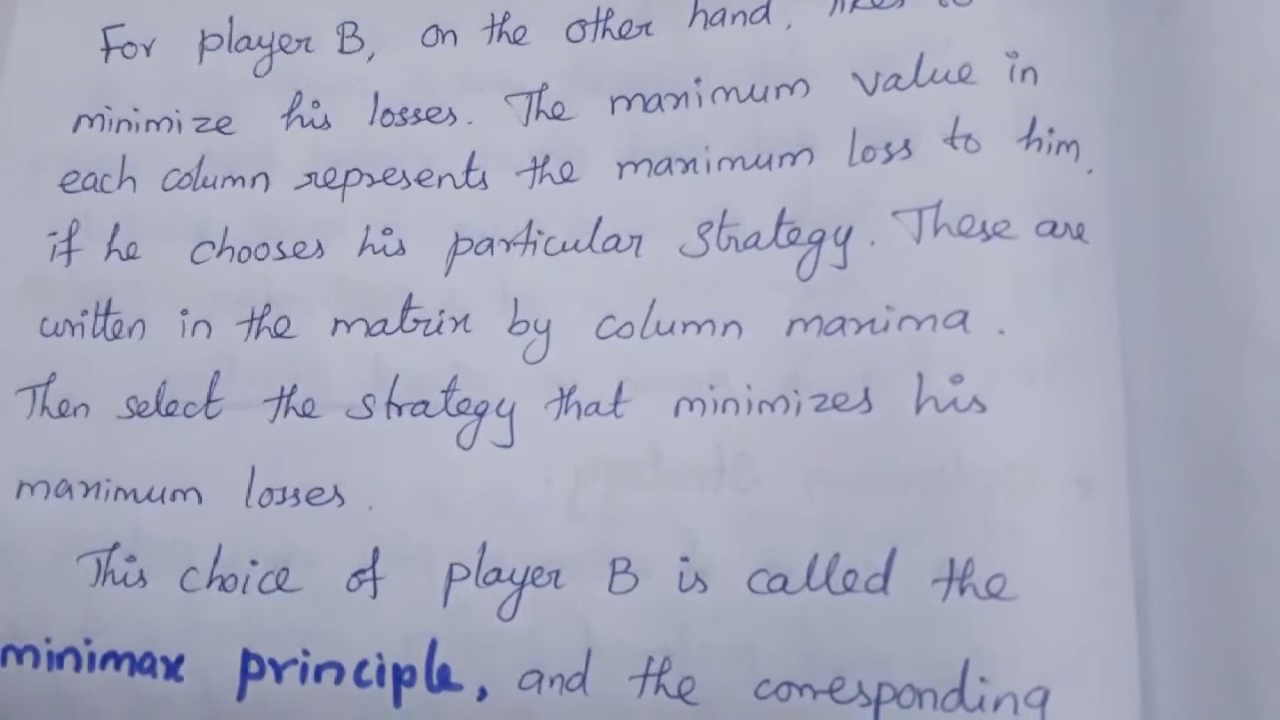 For player B, on the other hand, likes to
minimize his losses. The maximum value in
each column represents the maximum loss to him,
if he chooses his particular strategy. These are
written in the matrix by column maxima.
Then select the strategy that minimizes his
maximum losses.
This choice of player B is called the
minimax principle, and the corresponding